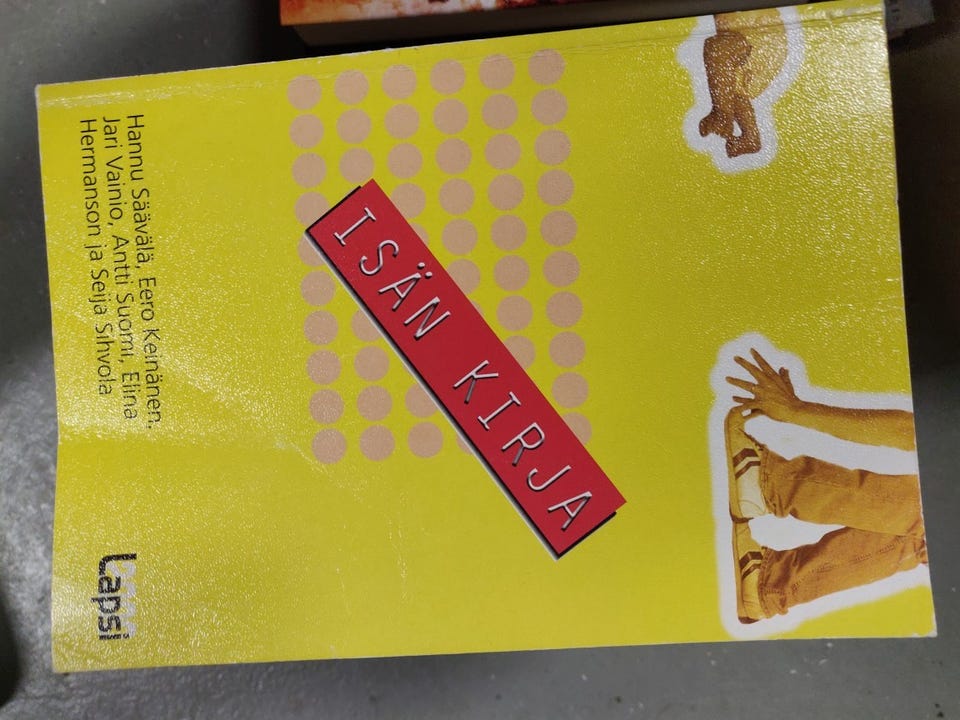 ISÄN KIRJA
Hannu Säävälä, Eero Keinänen,
Jari Vainio, Antti Suomi, Elina
Hermanson ja Seija Sihvola
Lapsi